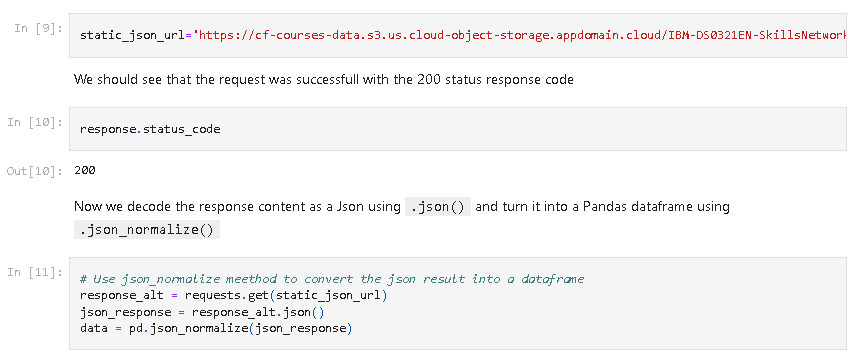 In [9]:
static_json_url='https://cf-courses-data.s3.us.cloud-object-storage.appdomain.cloud/IBM-DS0321EN-SkillsNetwork
We should see that the request was successfull with the 200 status response code
In [10]:
response.status_code
Out[10]:
200
Now we decode the response content as a Json using .json() and turn it into a Pandas dataframe using
.json_normalize()
In [11]:
# Use json_normalize meethod to convert the json result into a dataframe
response_alt = requests.get(static_json_url)
json_response = response_alt.json()
data = pd.json_normalize(json_response)